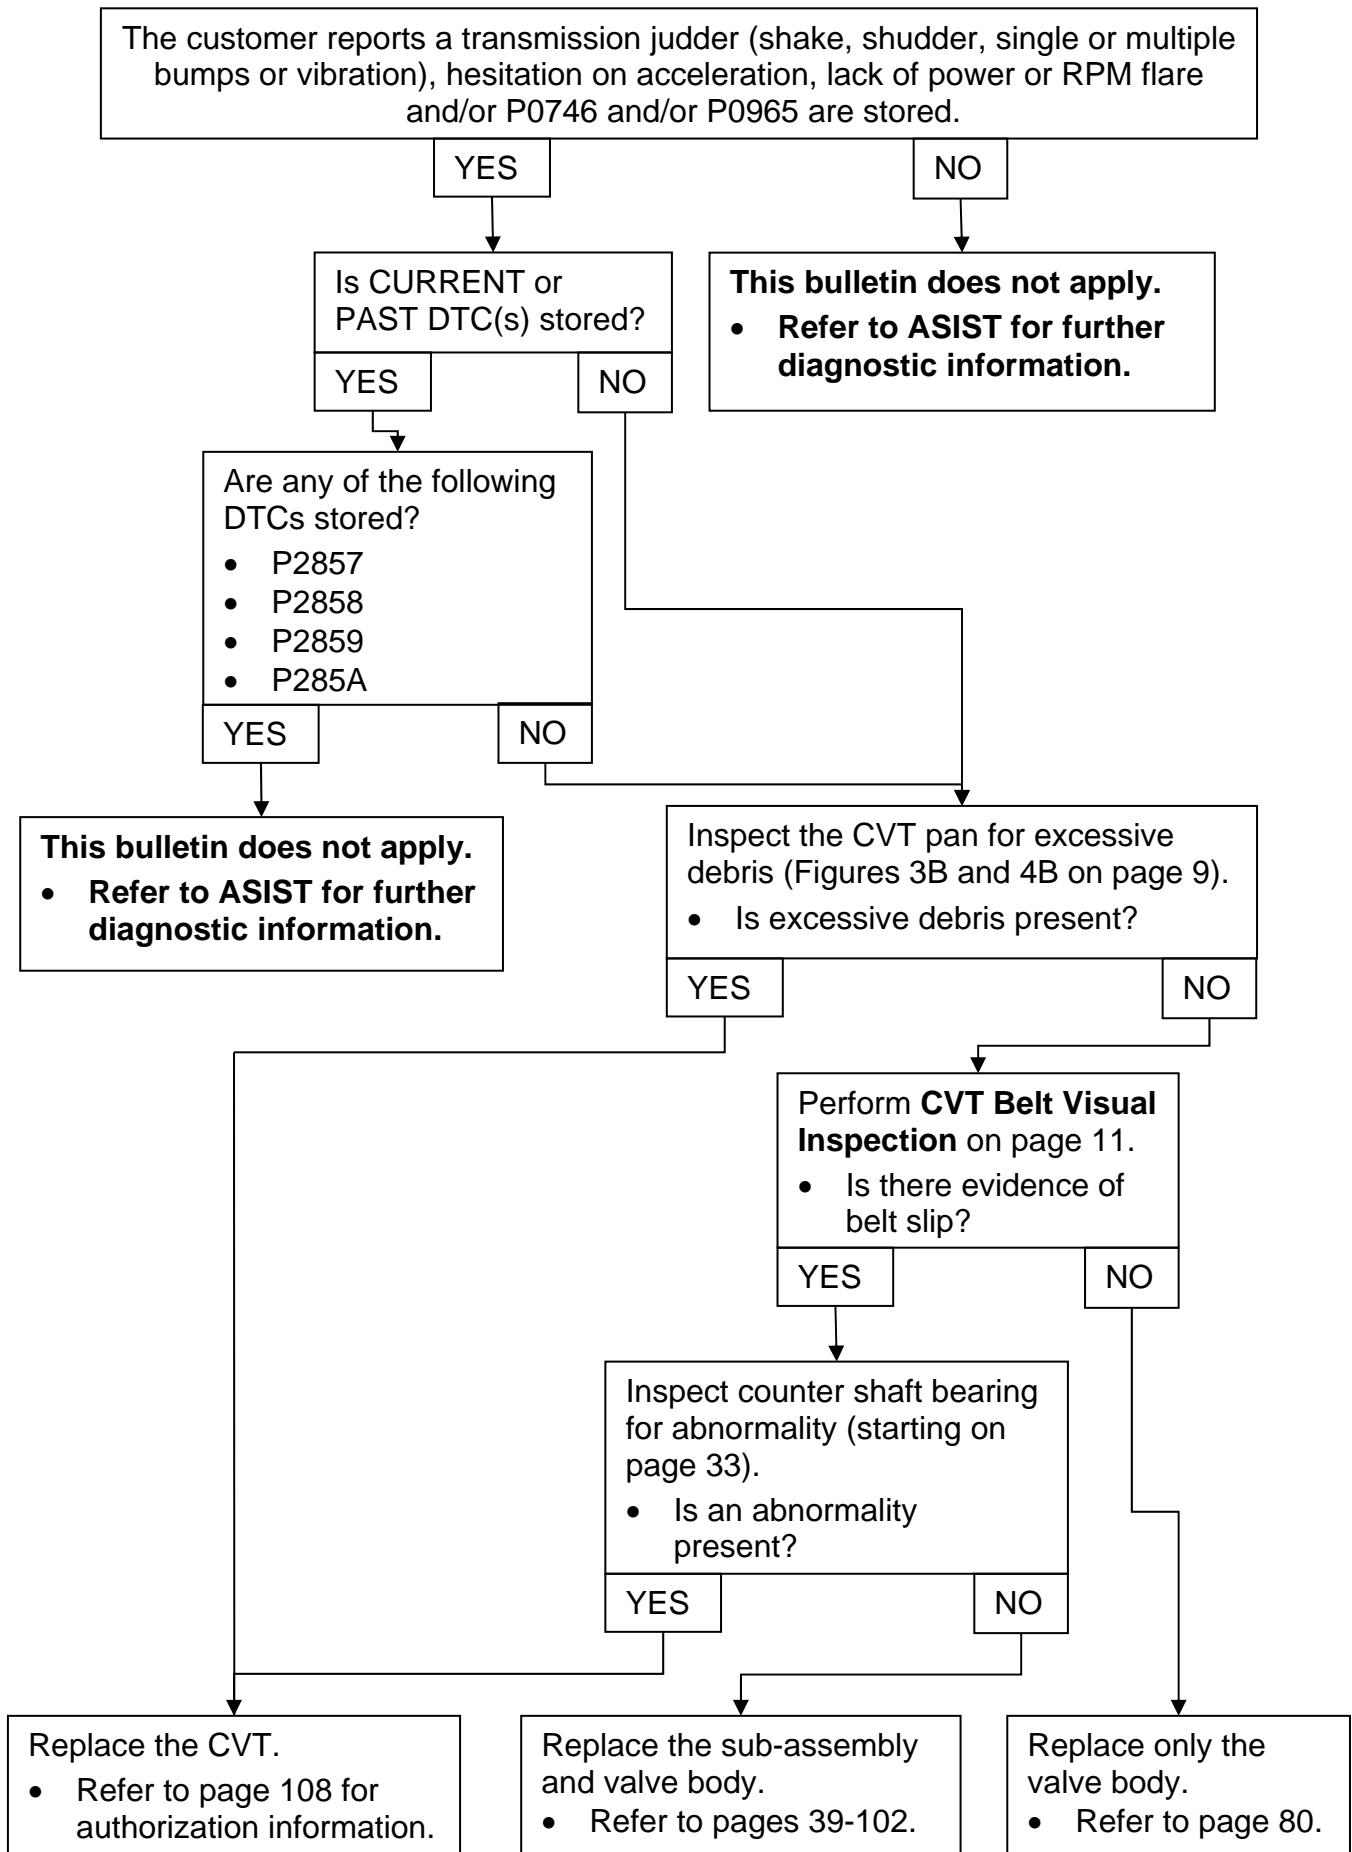 The customer reports a transmission judder (shake, shudder, single or multiple
bumps or vibration), hesitation on acceleration, lack of power or RPM flare
and/or P0746 and/or P0965 are stored.
YES
NO
Is CURRENT or
PAST DTC(s) stored?
YES
NO
This bulletin does not apply.
• Refer to ASIST for further
diagnostic information.
Are any of the following
DTCs stored?
• P2857
• P2858
• P2859
• P285A
YES
NO
This bulletin does not apply.
• Refer to ASIST for further
diagnostic information.
Inspect the CVT pan for excessive
debris (Figures 3B and 4B on page 9).
• Is excessive debris present?
YES
NO
Perform CVT Belt Visual
Inspection on page 11.
• Is there evidence of
belt slip?
YES
NO
Inspect counter shaft bearing
for abnormality (starting on
page 33).
• Is an abnormality
present?
YES
NO
Replace the CVT.
• Refer to page 108 for
authorization information.
Replace the sub-assembly
and valve body.
• Refer to pages 39-102.
Replace only the
valve body.
• Refer to page 80.